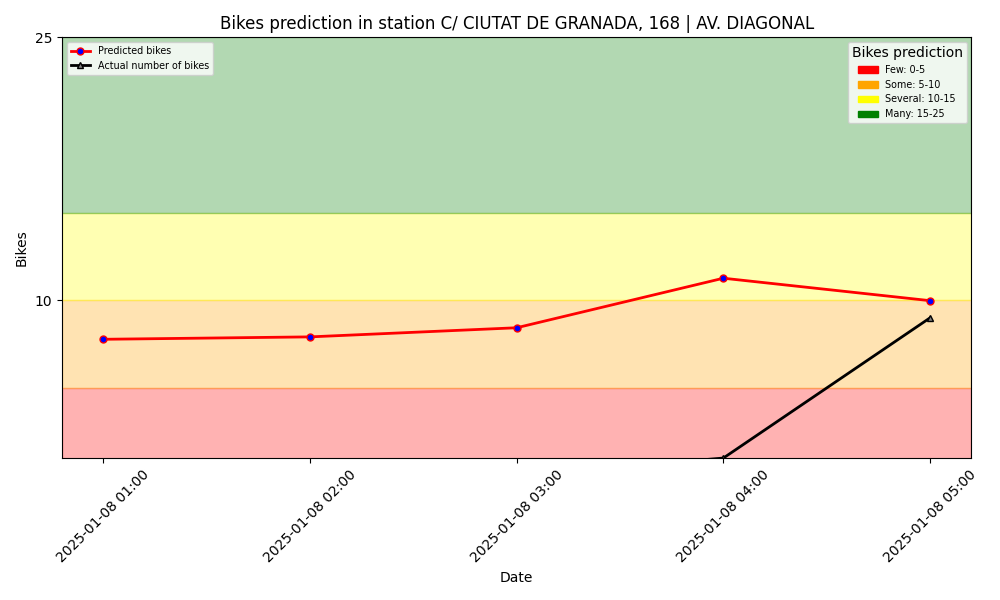 Bikes prediction in station C/ CIUTAT DE GRANADA, 168 | AV. DIAGONAL
Predicted bikes
Actual number of bikes
Bikes prediction
Few: 0-5
Some: 5-10
Several: 10-15
Many: 15-25
25
10
Bikes
2025-01-08 01:00
2025-01-08 02:00
2025-01-08 03:00
2025-01-08 04:00
2025-01-08 05:00
Date